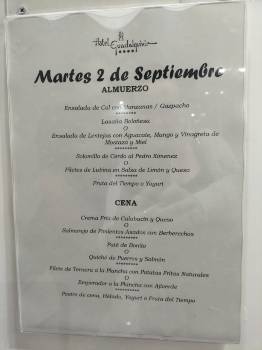 Hotel Guadalquivir
****
Martes 2 de Septiembre
ALMUERZO
Ensalada de Col con Manzanas / Gazpacho
********
Lasaña Boloñesa
O
Ensalada de Lentejas con Aguacate, Mango y Vinagreta de
Mostaza y Miel
********
Solomillo de Cerdo al Pedro Ximenez
O
Filetes de Lubina en Salsa de Limón y Queso
********
Fruta del Tiempo o Yogurt
CENA
Crema Fría de Calabacín y Queso
O
Salmorejo de Pimientos Asados con Berberechos
********
Paté de Bonito
O
Quiche de Puerros y Salmón
********
Filete de Ternera a la Plancha con Patatas Fritas Naturales
O
Emperador a la Plancha con
********
Postre de cena, Helado, Yogurt o Fruta del Tiempo